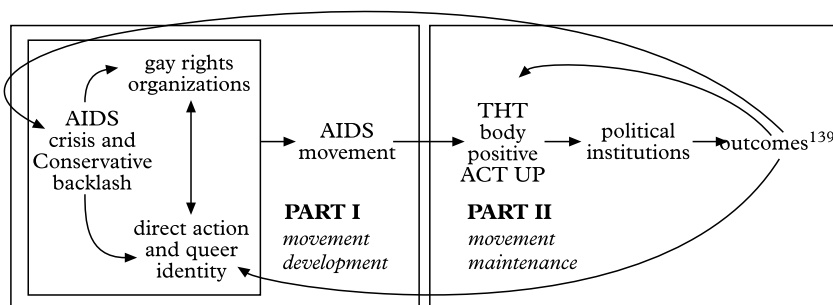 gay rights
organizations
AIDS
crisis and
Conservative
backlash
direct action
and queer
identity
AIDS
movement
PART I
movement
development
THT
body
positive
ACT UP
political
institutions
outcomes139
PART II
movement
maintenance